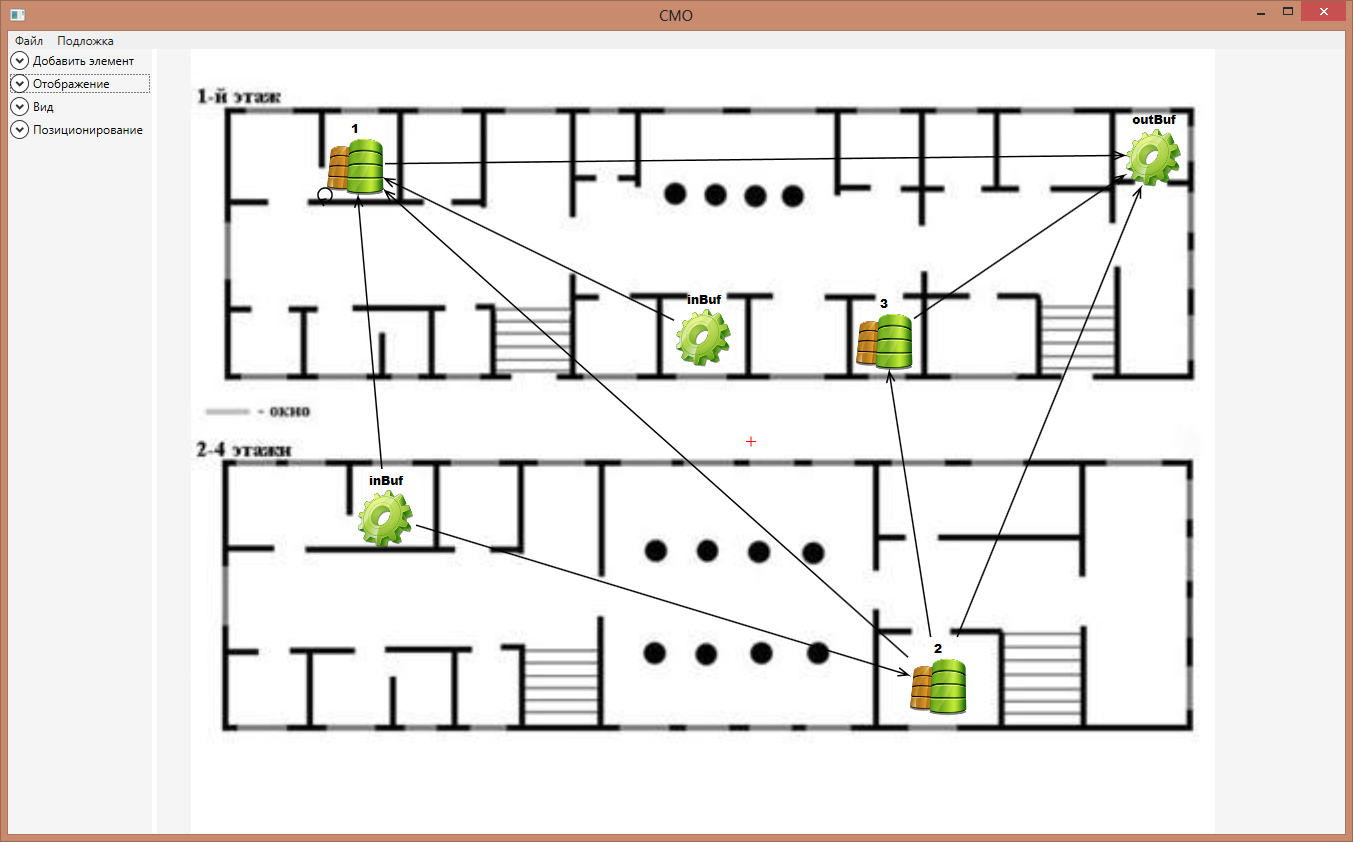 СМО
Файл Подложка
Добавить элемент
Отображение
Вид
Позиционирование
1-й этаж
1
outBuf
inBuf
3
- окно
2-4 этажи
inBuf
2